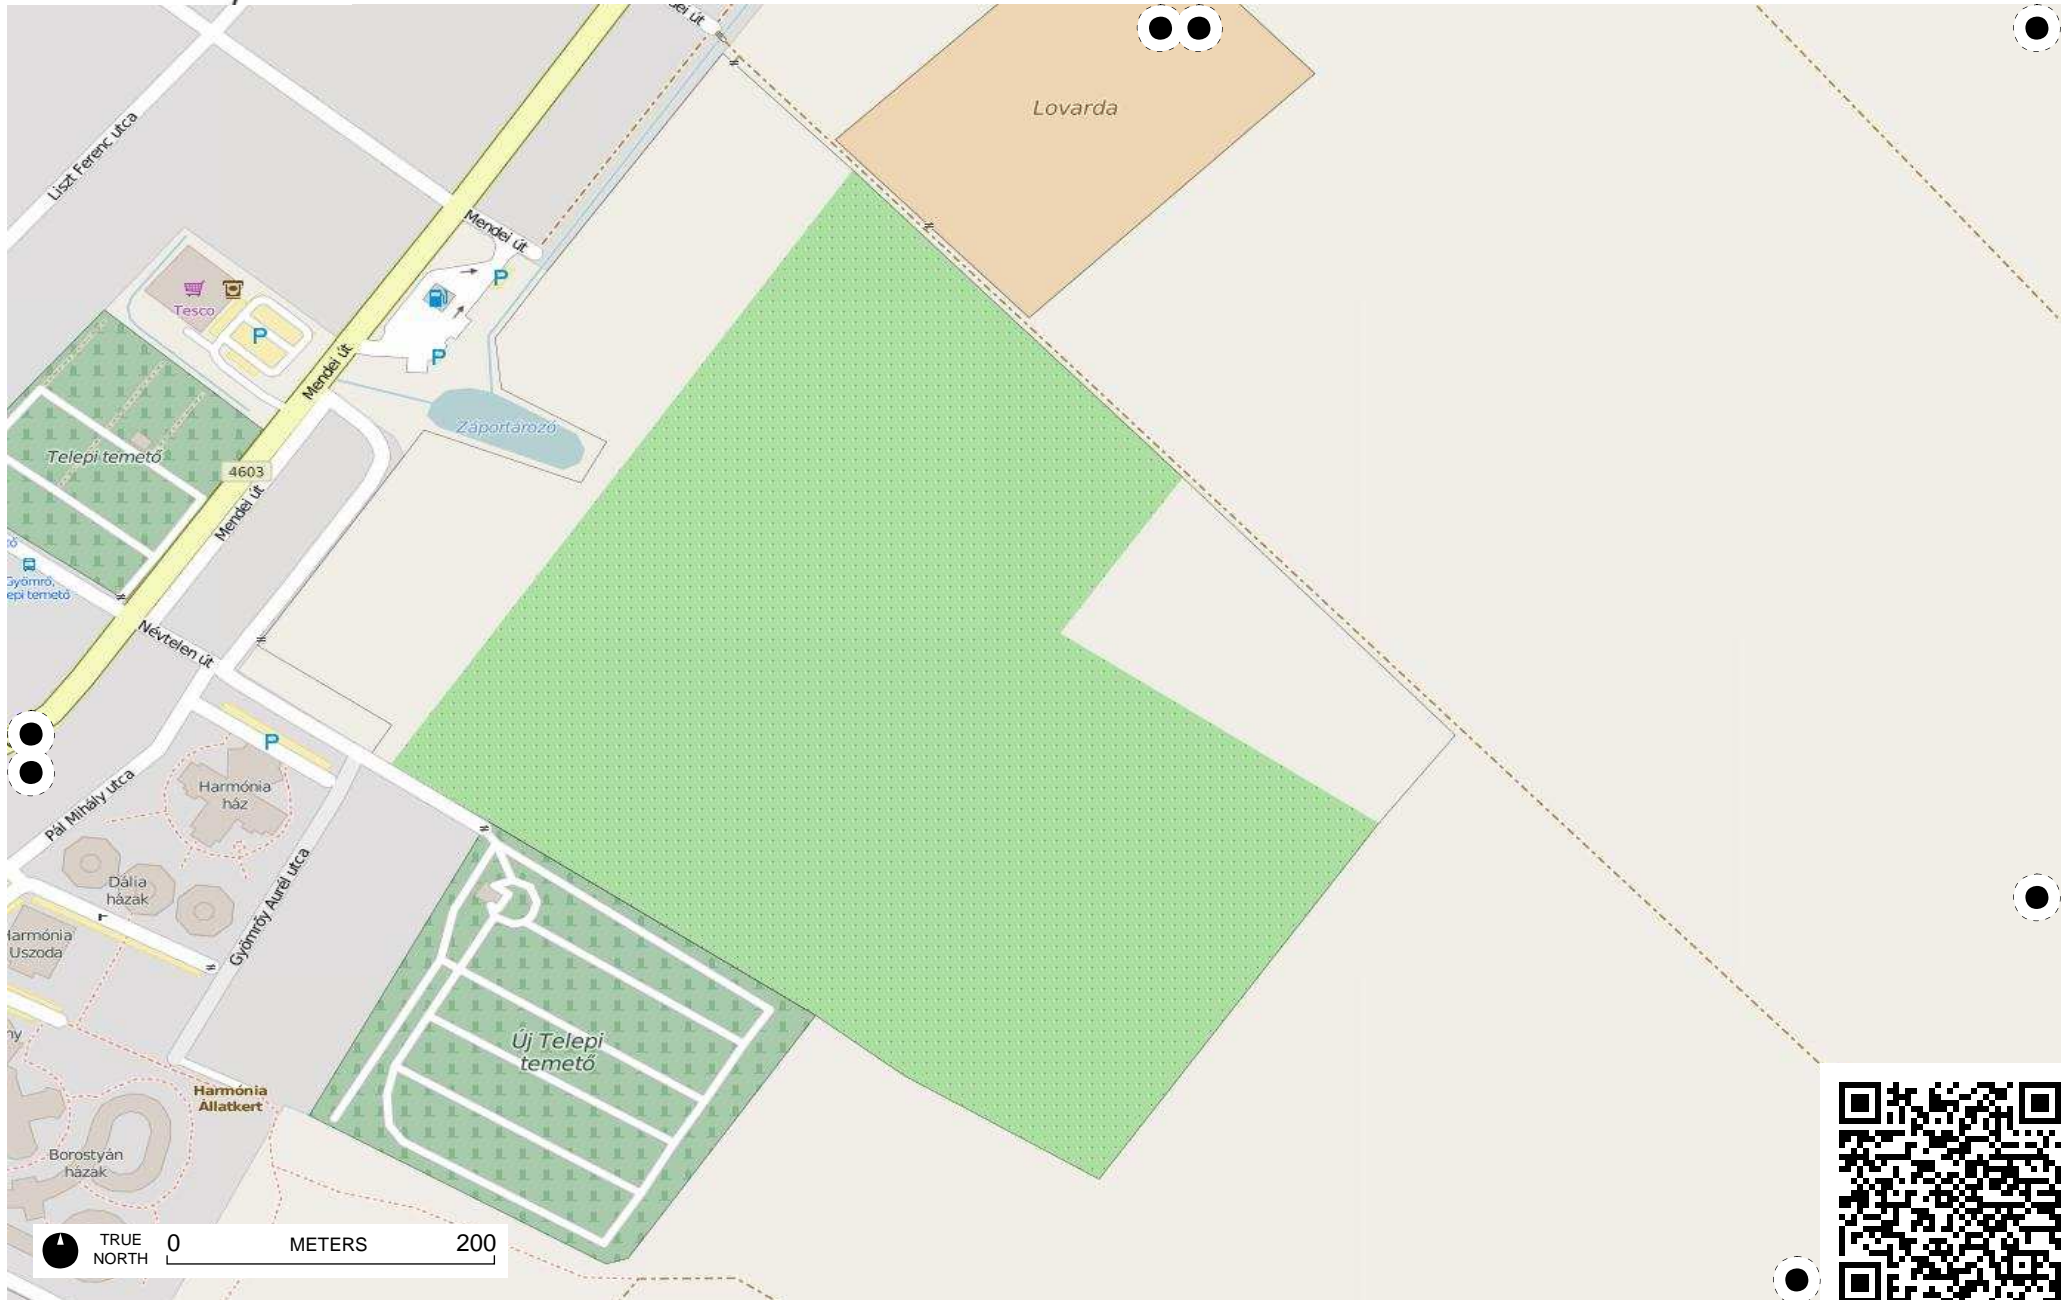 Liszt Ferenc utca
Lovarda
Mendei út
P
Tesco
P
Mendei út
P
Záportározó
Telepi temető
4603
Mendei út
Gyömrő,
Névtelen út
P
Harmónia
ház
Pál Mihály utca
Gyömrőy Aurél utca
Dália
házak
Uszoda
Új Telepi
temető
Harmónia
Állatkert
Borostyán
házak
TRUE
NORTH
0
METERS
200